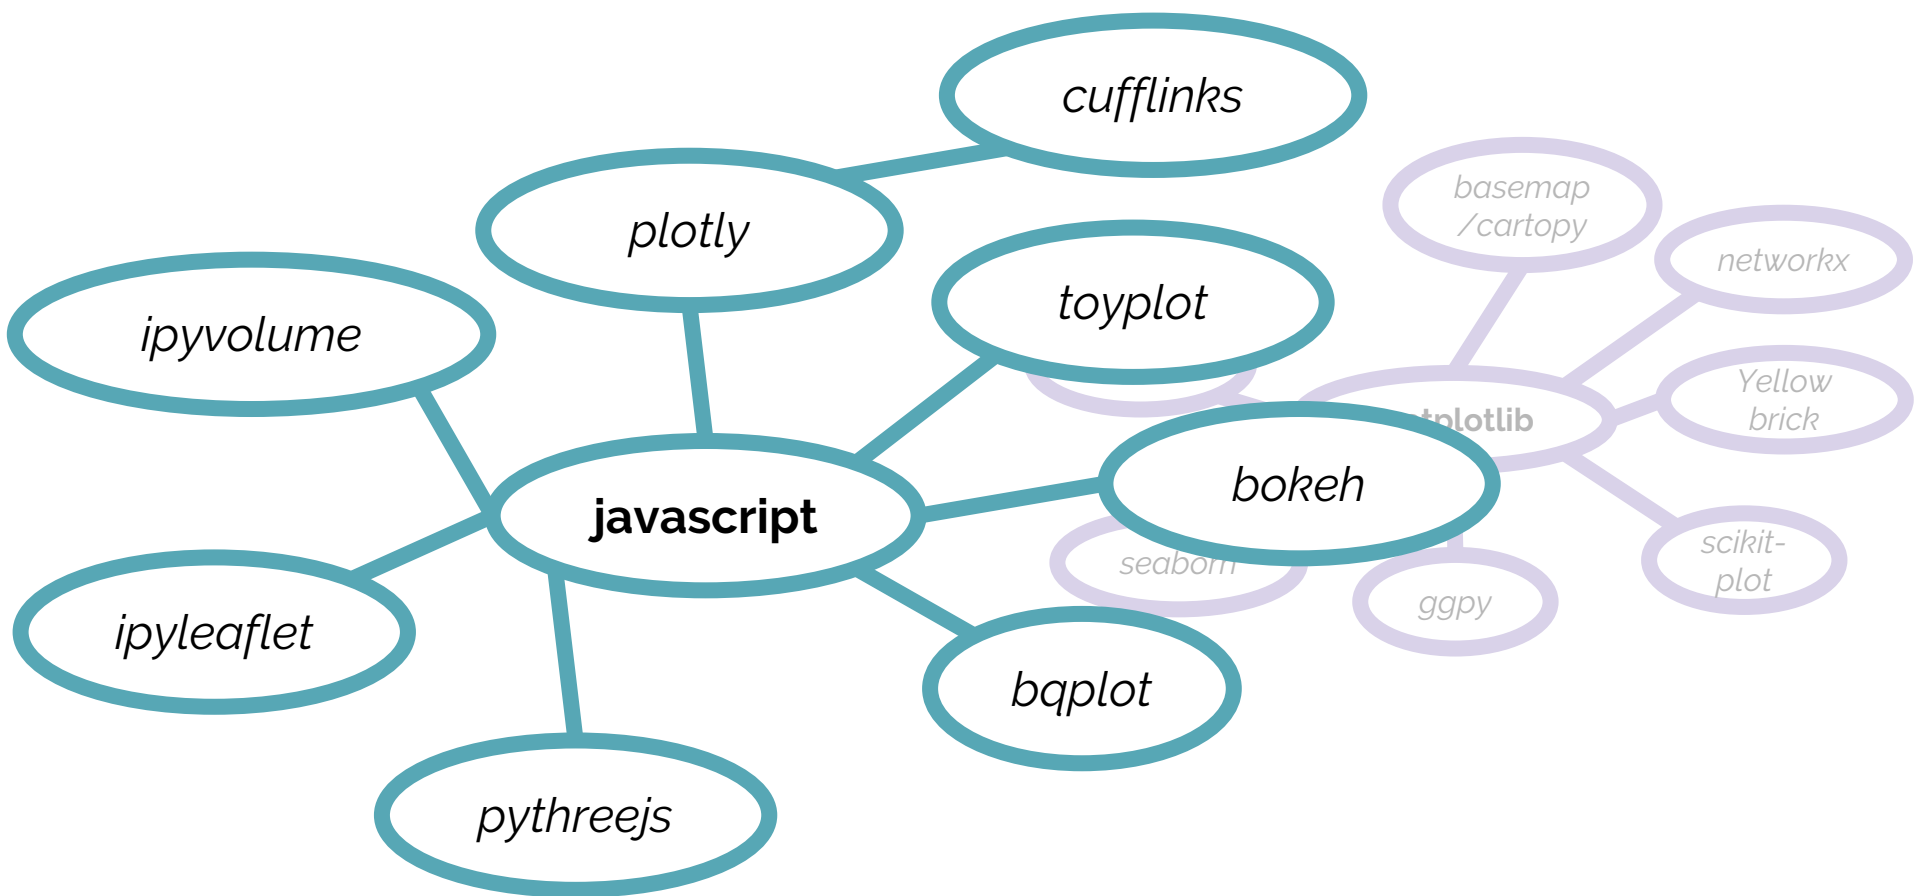 cufflinks
plotly
basemap
/cartopy
networkx
toyplot
ipyvolume
Yellow
brick
bokeh
javascript
scikit-
plot
seaborn
ggpy
ipyleaflet
bqplot
pythreejs